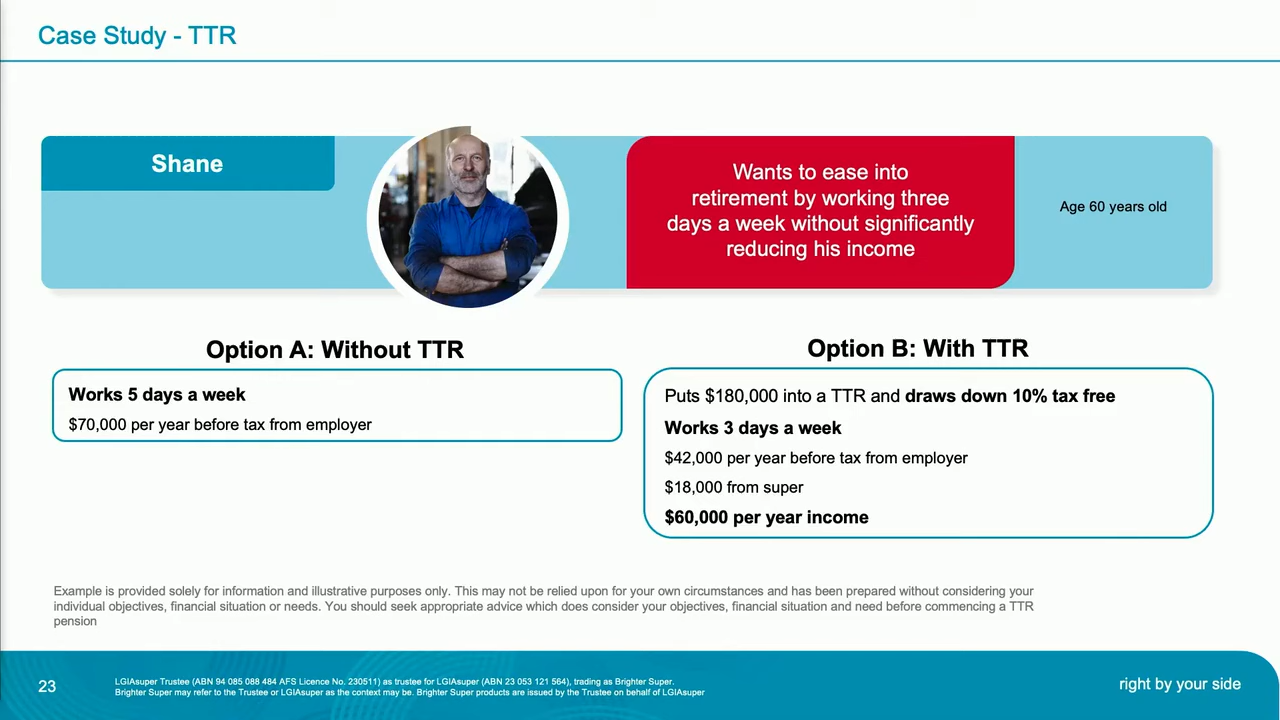 Case Study - TTR
Shane
Wants to ease into
retirement by working three
days a week without significantly
reducing his income
Age 60 years old
Option A: Without TTR
Works 5 days a week
$70,000 per year before tax from employer
Option B: With TTR
Puts $180,000 into a TTR and draws down 10% tax free
Works 3 days a week
$42,000 per year before tax from employer
$18,000 from super
$60,000 per year income
Example is provided solely for information and illustrative purposes only. This may not be relied upon for your own circumstances and has been prepared without considering your
individual objectives, financial situation or needs. You should seek appropriate advice which does consider your objectives, financial situation and need before commencing a TTR
pension
23
LGIAsuper Trustee (ABN 94 085 088 484 AFS Licence No. 230511) as trustee for LGIAsuper (ABN 23 053 121 564), trading as Brighter Super.
Brighter Super may refer to the Trustee or LGIAsuper as the context may be. Brighter Super products are issued by the Trustee on behalf of LGIAsuper
right by your side